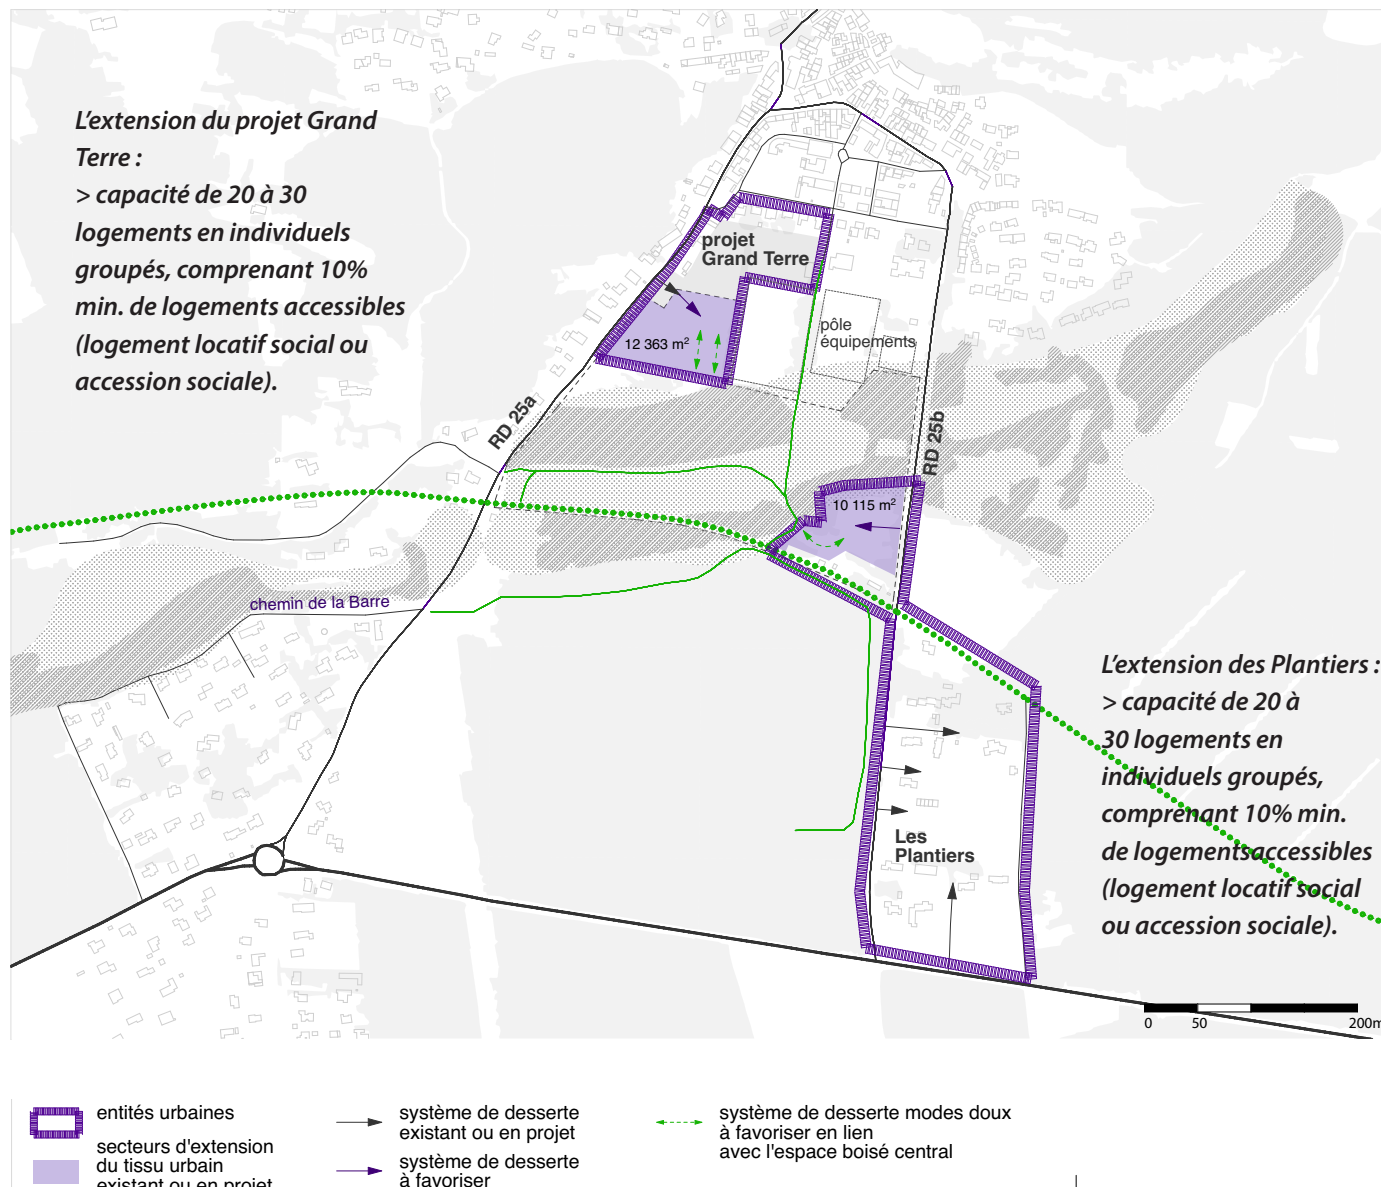 L'extension du projet Grand
Terre :
> capacité de 20 à 30
logements en individuels
groupés, comprenant 10%
min. de logements accessibles
(logement locatif social ou
accession sociale).
projet
Grand Terre
12 363 m²
pôle
équipements
RD 25a
RD 25b
10 115 m²
chemin de la Barre
L'extension des Plantiers :
> capacité de 20 à
30 logements en
individuels groupés,
comprenant 10% min.
de logementsaccessibles
(logement locatif social
ou accession sociale).
Les
Plantiers
0 50 200m
entités urbaines
secteurs d'extension
du tissu urbain
existant ou en projet
système de desserte
existant ou en projet
système de desserte
à favoriser
système de desserte modes doux
à favoriser en lien
avec l'espace boisé central